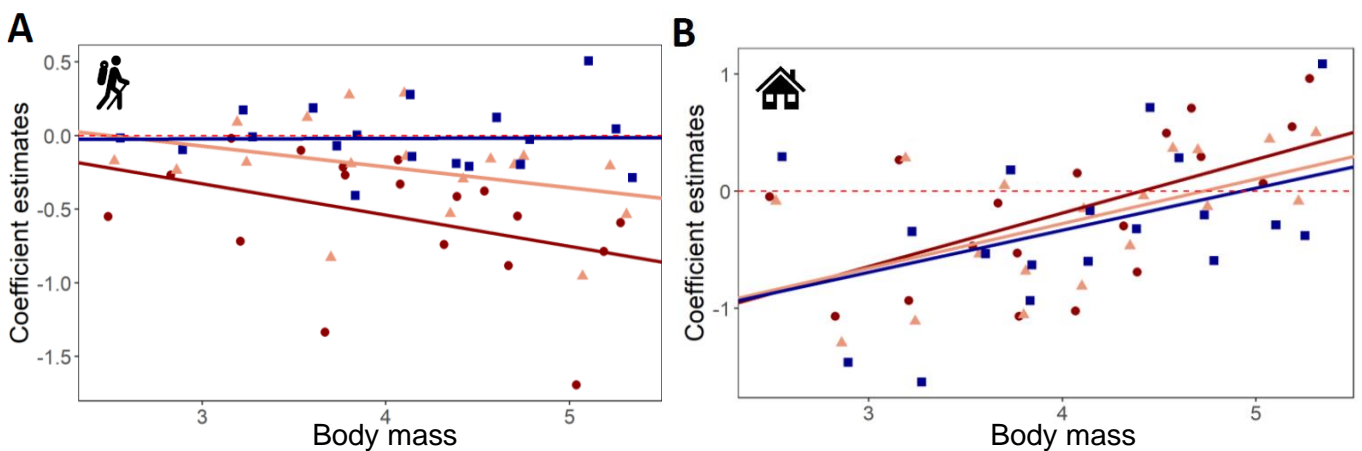 A
Coefficient estimates
0.5
0.0
-0.5
-1.0
-1.5
3 4 5
Body mass
B
Coefficient estimates
1
0
-1
3 4 5
Body mass